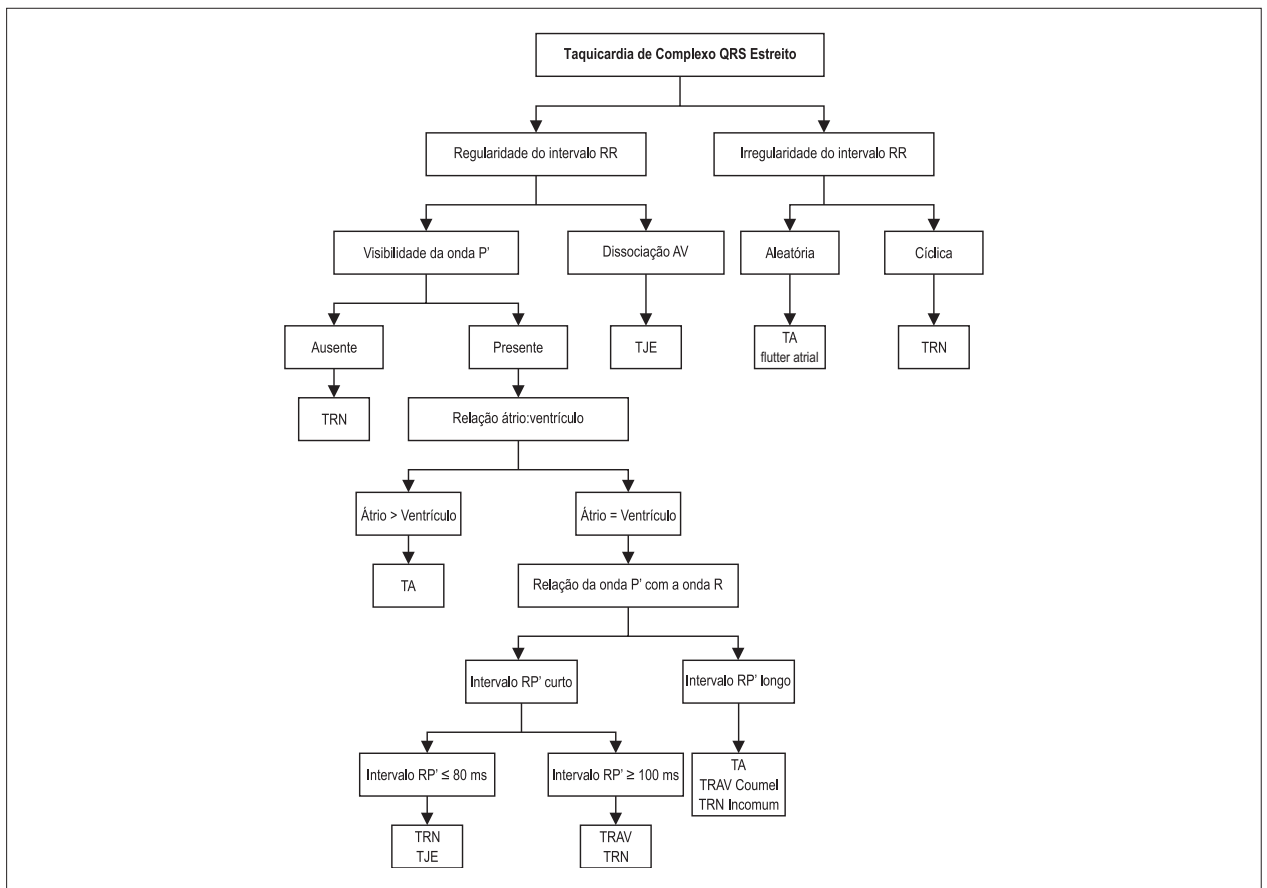 Taquicardia de Complexo QRS Estreito
Regularidade do intervalo RR
Irregularidade do intervalo RR
Visibilidade da onda P’
Dissociação AV
Aleatória
Cíclica
Ausente
Presente
TJE
TA
flutter atrial
TRN
TRN
Relação átrio:ventrículo
Átrio > Ventrículo
Átrio = Ventrículo
TA
Relação da onda P’ com a onda R
Intervalo RP’ curto
Intervalo RP’ longo
Intervalo RP’ ≤ 80 ms
Intervalo RP’ ≥ 100 ms
TA
TRAV Coumel
TRN Incomum
TRN
TJE
TRAV
TRN